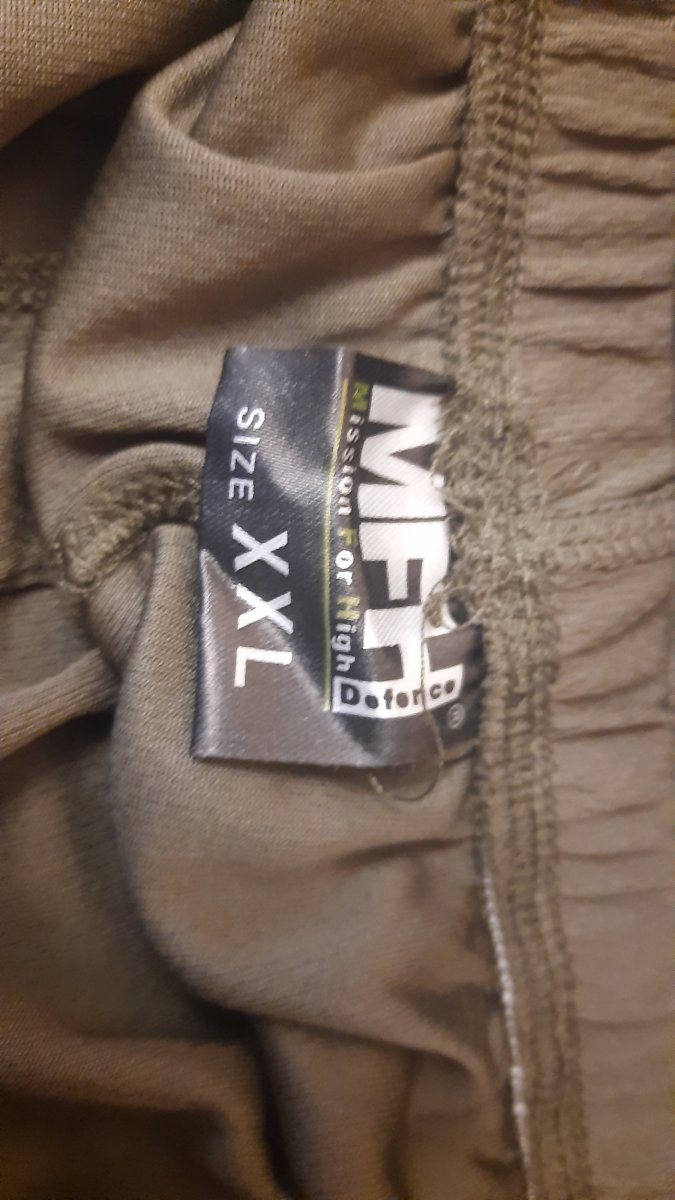 MFH
Defence
Mission For High
SIZE XXL